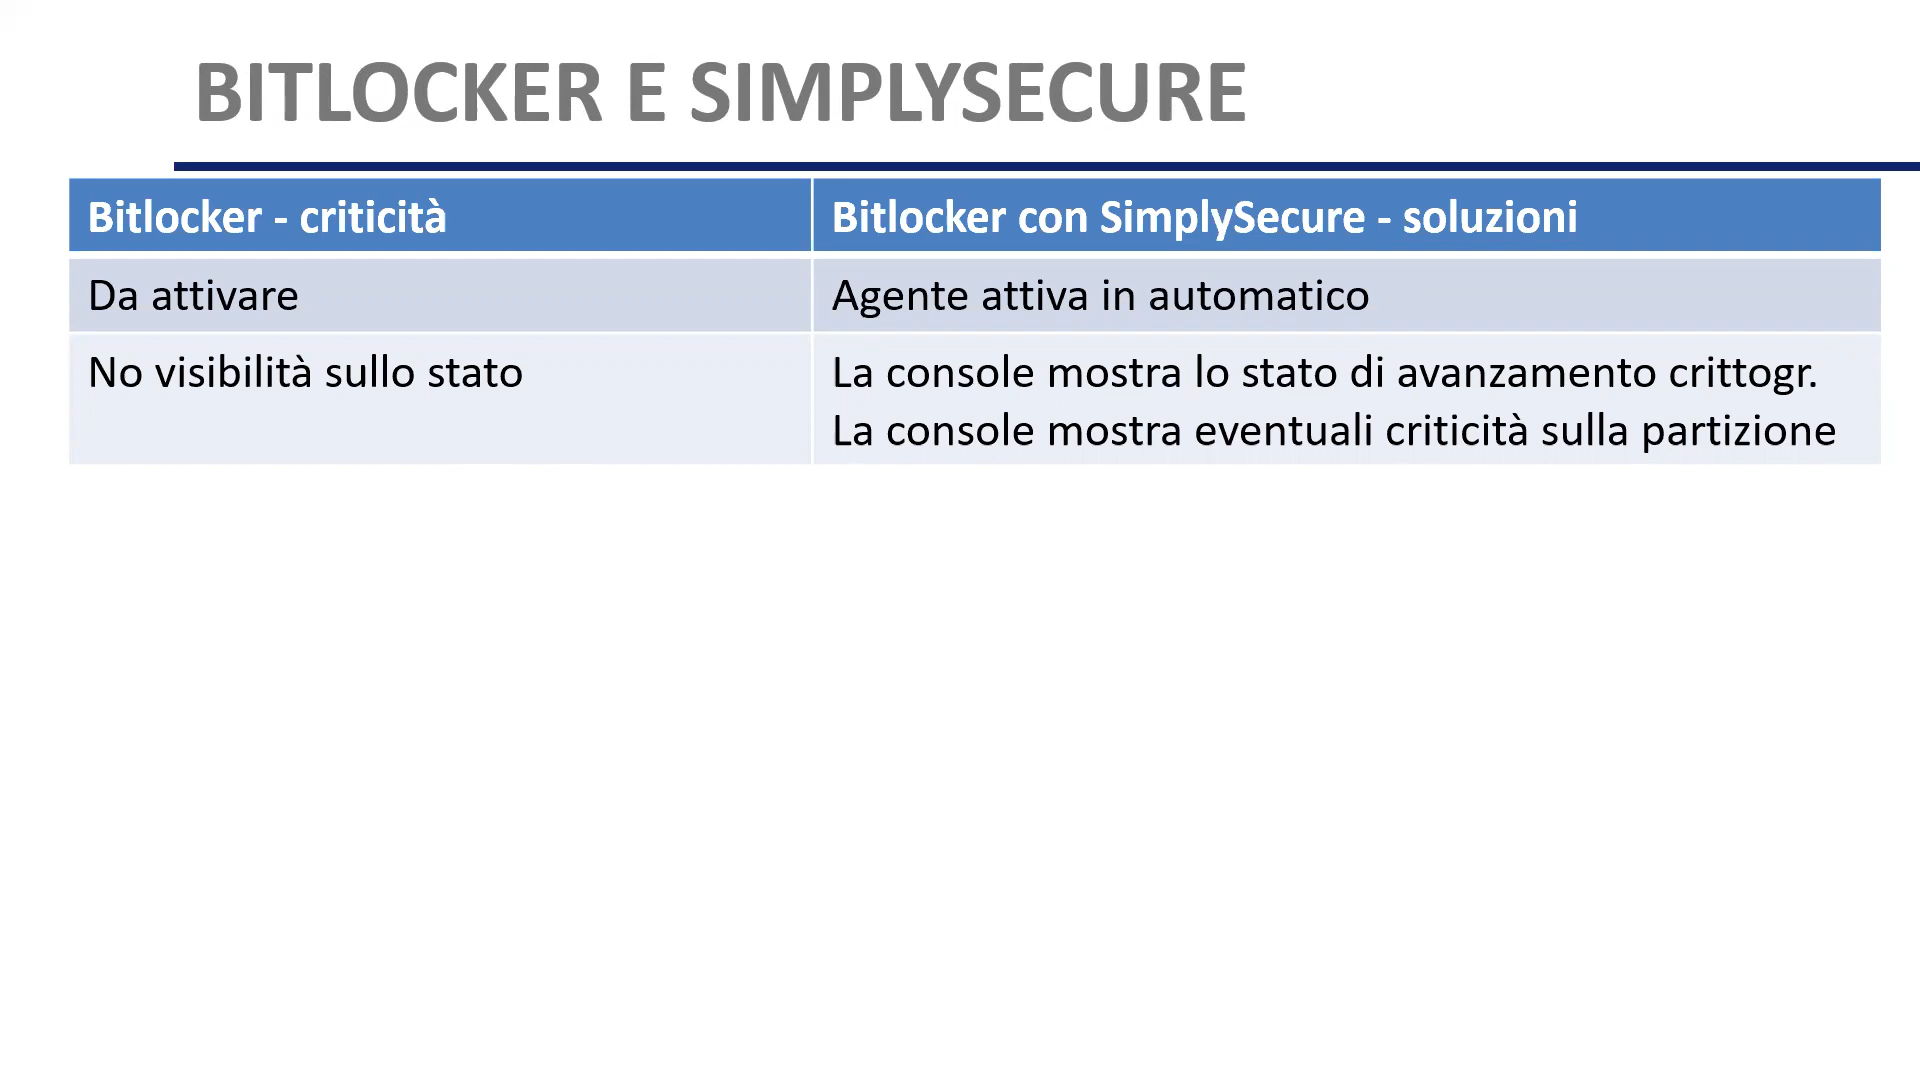 BITLOCKER E SIMPLYSECURE
Bitlocker - criticità
Bitlocker con SimplySecure - soluzioni
Da attivare
Agente attiva in automatico
No visibilità sullo stato
La console mostra lo stato di avanzamento crittogr.
La console mostra eventuali criticità sulla partizione